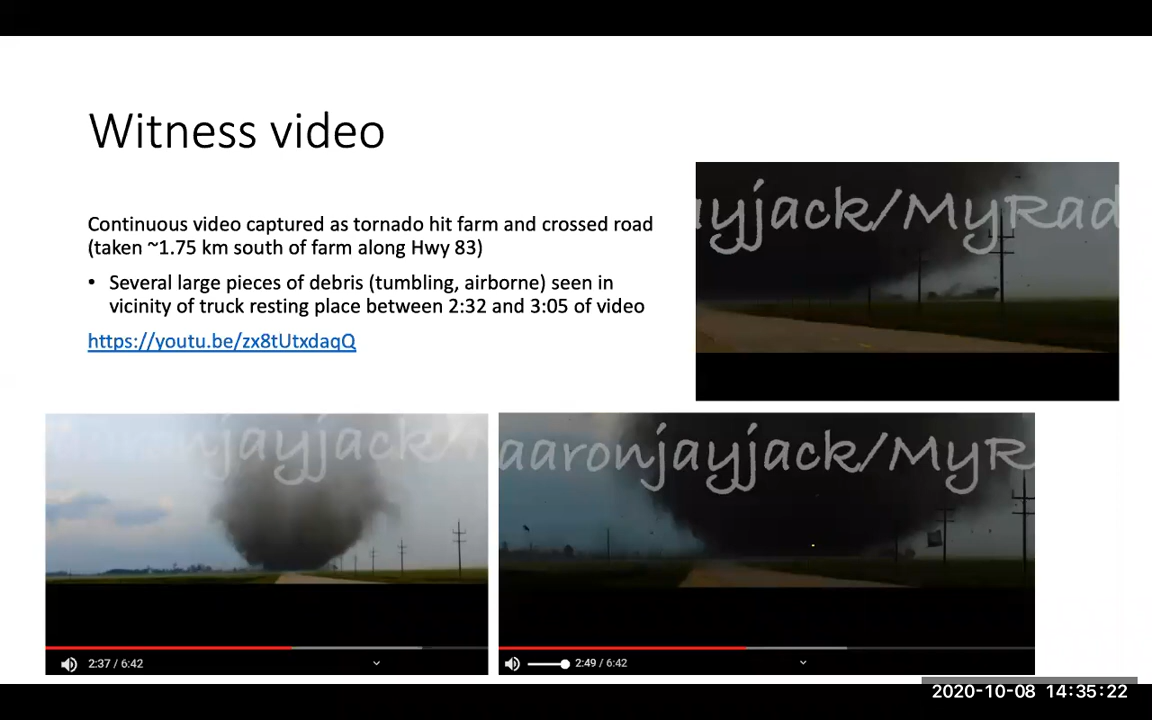 Witness video
Continuous video captured as tornado hit farm and crossed road
(taken ~1.75 km south of farm along Hwy 83)
• Several large pieces of debris (tumbling, airborne) seen in
vicinity of truck resting place between 2:32 and 3:05 of video
https://youtu.be/zx8tUtxdaqQ
ayjjack/MyRad
aaronjayjack/M
2:37 / 6:42
aaronjayjack/MyR
2:49 / 6:42
2020-10-08 14:35:22